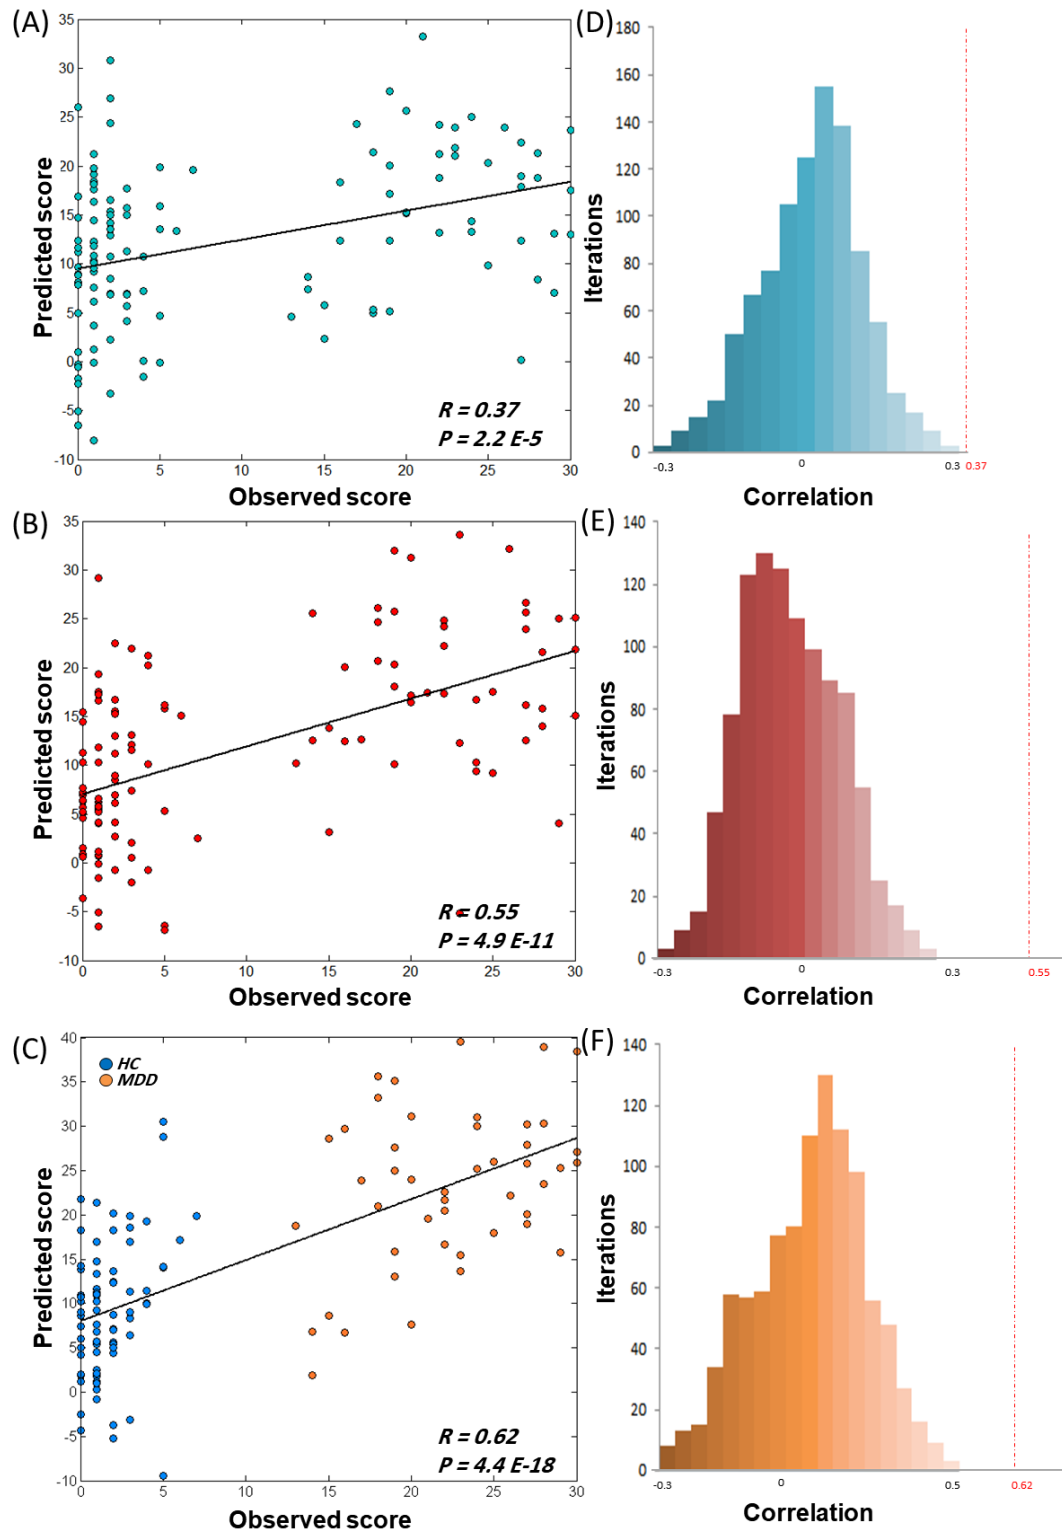 (A)
35
30
25
20
15
10
5
0
-5
-10
0 5 10 15 20 25 30
Predicted score
Observed score
R = 0.37
P = 2.2 E-5
(D)
180
160
140
120
100
80
60
40
20
0
-0.3 0 0.3 0.37
Iterations
Correlation
(B)
35
30
25
20
15
10
5
0
-5
-10
0 5 10 15 20 25 30
Predicted score
Observed score
R = 0.55
P = 4.9 E-11
(E)
140
120
100
80
60
40
20
0
-0.3 0 0.3 0.55
Iterations
Correlation
(C)
HC
MDD
40
35
30
25
20
15
10
5
0
-5
-10
0 5 10 15 20 25 30
Predicted score
Observed score
R = 0.62
P = 4.4 E-18
(F)
140
120
100
80
60
40
20
0
-0.3 0 0.5 0.62
Iterations
Correlation